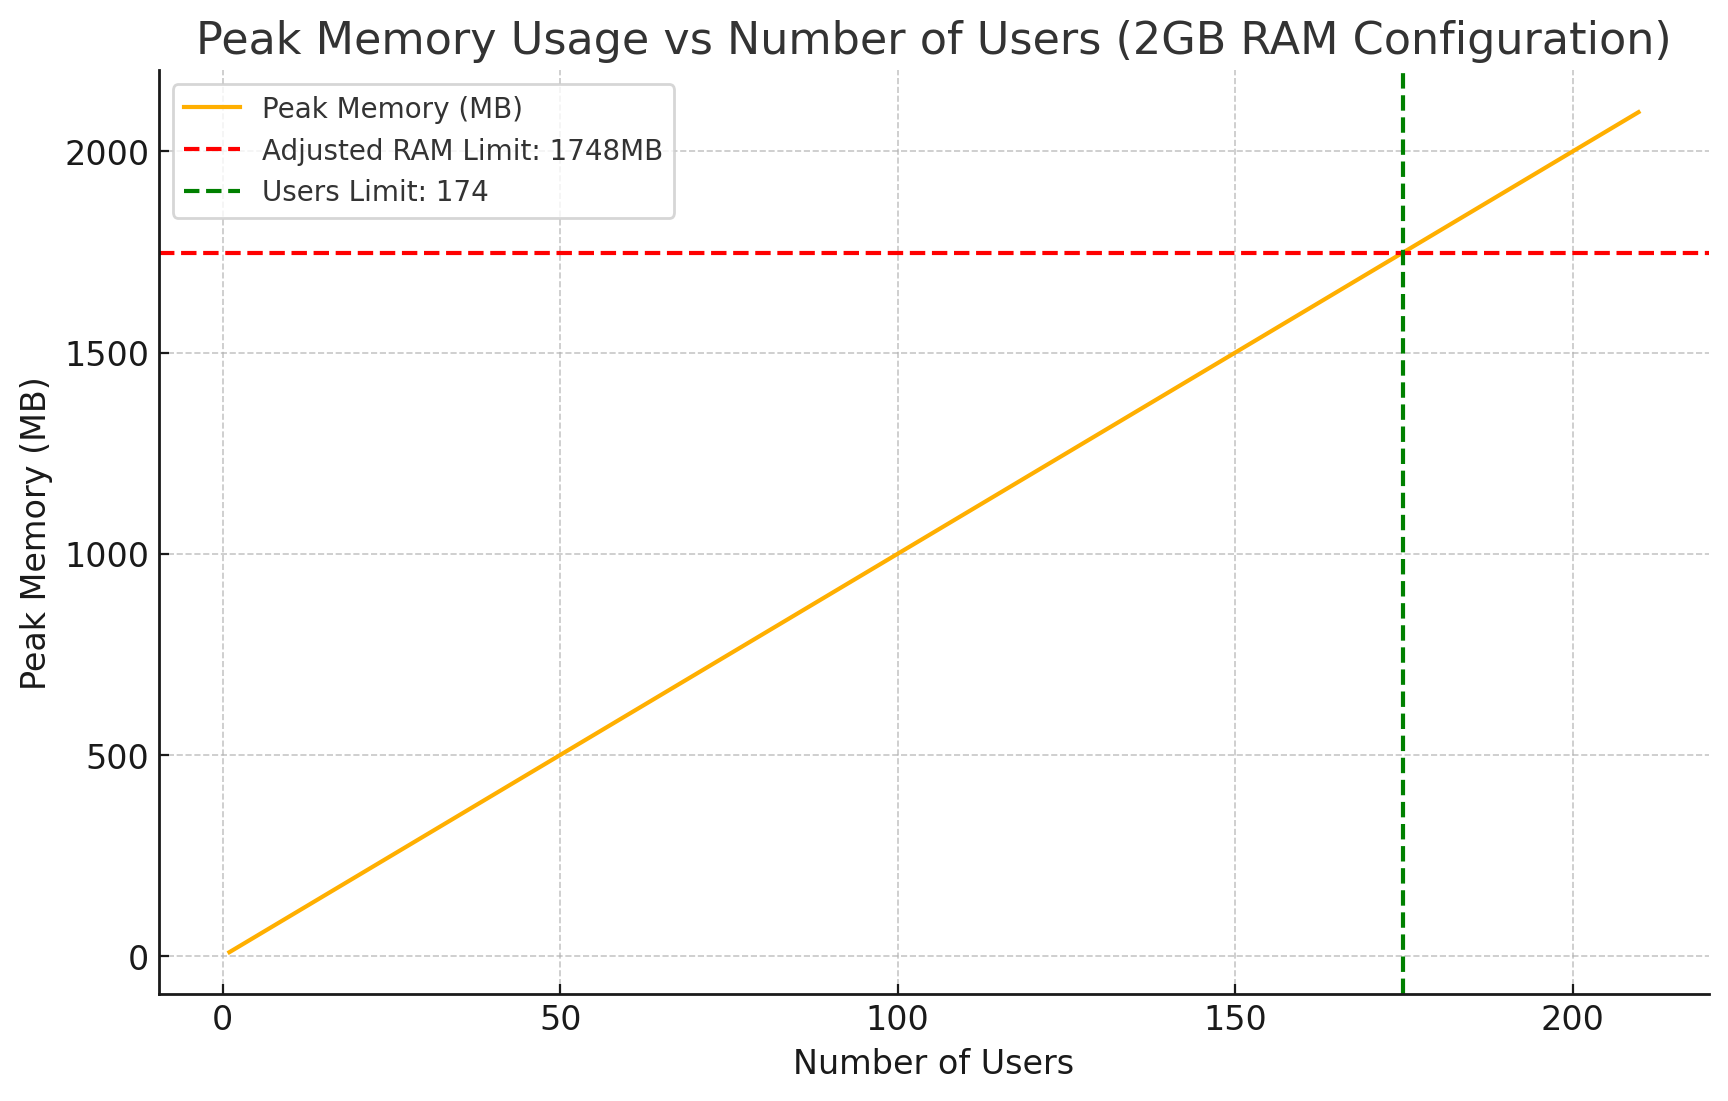 Peak Memory Usage vs Number of Users (2GB RAM Configuration)
Peak Memory (MB)
Adjusted RAM Limit: 1748MB
Users Limit: 174
2000
1500
1000
500
0
Peak Memory (MB)
0 50 100 150 200
Number of Users